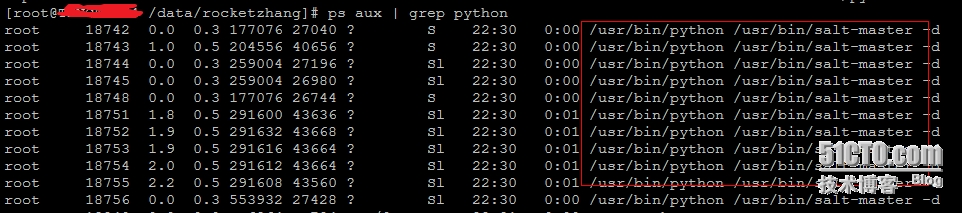 [root@ /data/rocketzhang]# ps aux | grep python
root 18742 0.0 0.3 177076 27040 ? S 22:30 0:00 /usr/bin/python /usr/bin/salt-master -d
root 18743 1.0 0.5 204556 40656 ? S 22:30 0:00 /usr/bin/python /usr/bin/salt-master -d
root 18744 0.0 0.3 259004 27196 ? Sl 22:30 0:00 /usr/bin/python /usr/bin/salt-master -d
root 18745 0.0 0.3 259004 26980 ? Sl 22:30 0:00 /usr/bin/python /usr/bin/salt-master -d
root 18748 0.0 0.3 177076 26744 ? S 22:30 0:00 /usr/bin/python /usr/bin/salt-master -d
root 18751 1.8 0.5 291600 43636 ? Sl 22:30 0:01 /usr/bin/python /usr/bin/salt-master -d
root 18752 1.9 0.5 291632 43668 ? Sl 22:30 0:01 /usr/bin/python /usr/bin/salt-master -d
root 18753 1.9 0.5 291616 43664 ? Sl 22:30 0:01 /usr/bin/python /usr/bin/salt-master -d
root 18754 2.0 0.5 291612 43664 ? Sl 22:30 0:01 /usr/bin/python /usr/bin/salt-master -d
root 18755 2.2 0.5 291608 43560 ? Sl 22:30 0:01 /usr/bin/python /usr/bin/salt-master -d
root 18756 0.0 0.3 553932 27428 ? Sl 22:30 0:00 /usr/bin/python /usr/bin/salt-master -d
51CTO.com
技术博客 Blog